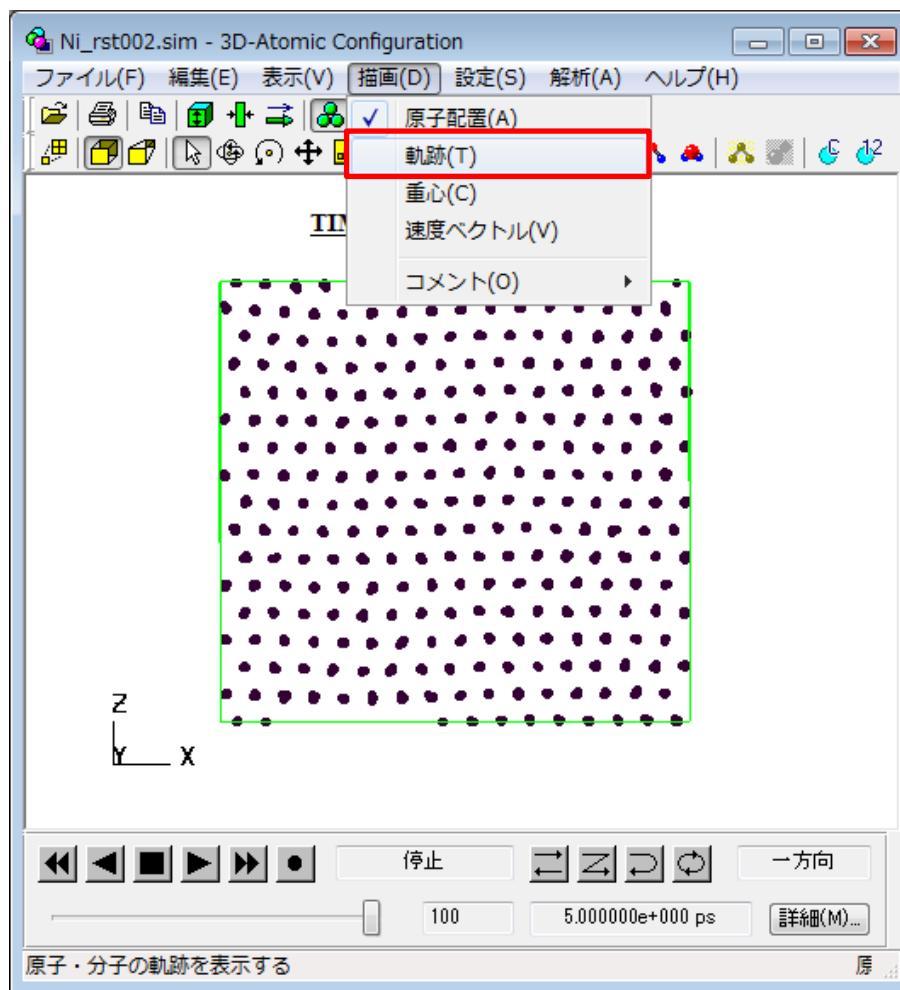 Ni_rst002.sim - 3D-Atomic Configuration
ファイル(F) 編集(E) 表示(V) 描画(D) 設定(S) 解析(A) ヘルプ(H)
原子配置(A)
軌跡(T)
重心(C)
速度ベクトル(V)
コメント(O)
C
12
Z
Y X
停止
一方向
100
5.000000e+000 ps
詳細(M)...
原子・分子の軌跡を表示する
原